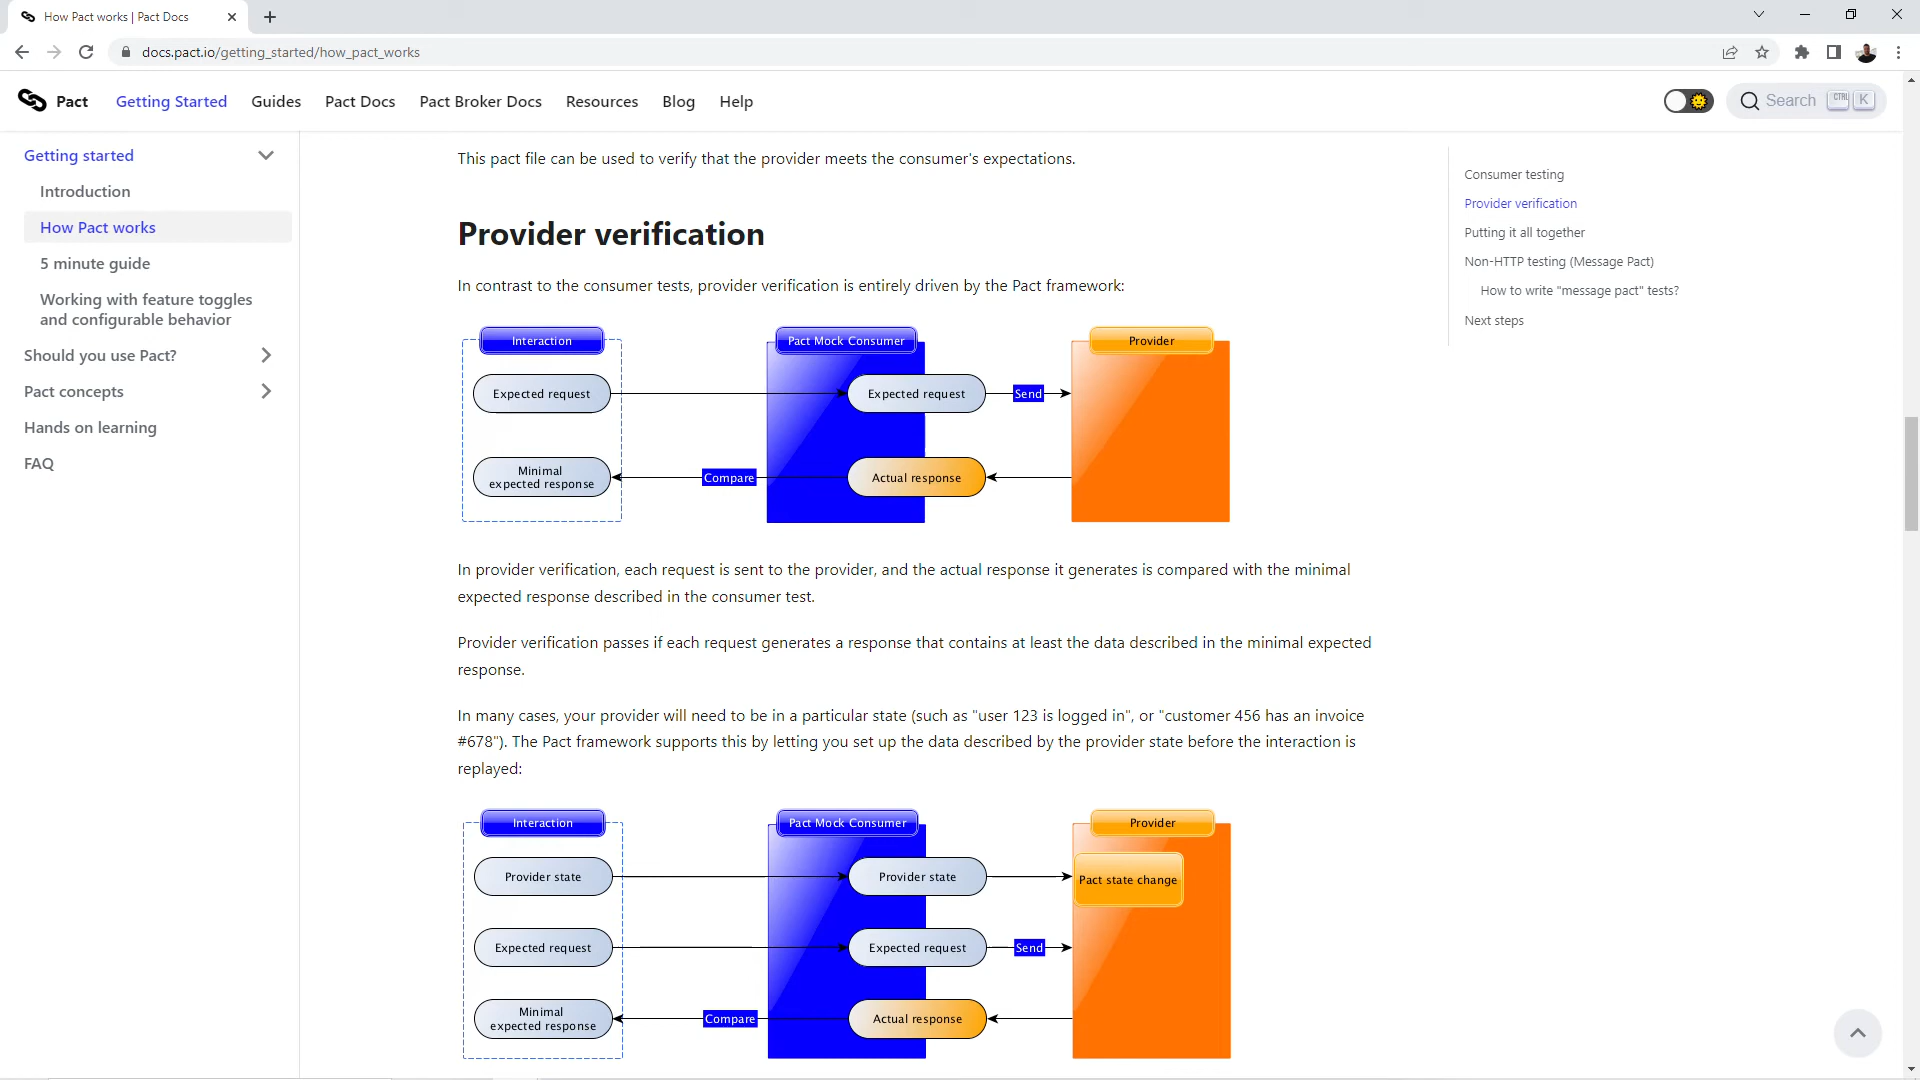 How Pact works | Pact Docs
docs.pact.io/getting_started/how_pact_works
Pact
Getting Started
Guides
Pact Docs
Pact Broker Docs
Resources
Blog
Help
Search
CTRL
K
Getting started
Introduction
How Pact works
5 minute guide
Working with feature toggles
and configurable behavior
Should you use Pact?
Pact concepts
Hands on learning
FAQ
This pact file can be used to verify that the provider meets the consumer's expectations.
Provider verification
In contrast to the consumer tests, provider verification is entirely driven by the Pact framework:
Interaction
Pact Mock Consumer
Provider
Expected request
Expected request
Send
Minimal
expected response
Compare
Actual response
In provider verification, each request is sent to the provider, and the actual response it generates is compared with the minimal
expected response described in the consumer test.
Provider verification passes if each request generates a response that contains at least the data described in the minimal expected
response.
In many cases, your provider will need to be in a particular state (such as "user 123 is logged in", or "customer 456 has an invoice
#678"). The Pact framework supports this by letting you set up the data described by the provider state before the interaction is
replayed:
Interaction
Pact Mock Consumer
Provider
Provider state
Provider state
Pact state change
Expected request
Expected request
Send
Minimal
expected response
Compare
Actual response
Consumer testing
Provider verification
Putting it all together
Non-HTTP testing (Message Pact)
How to write "message pact" tests?
Next steps